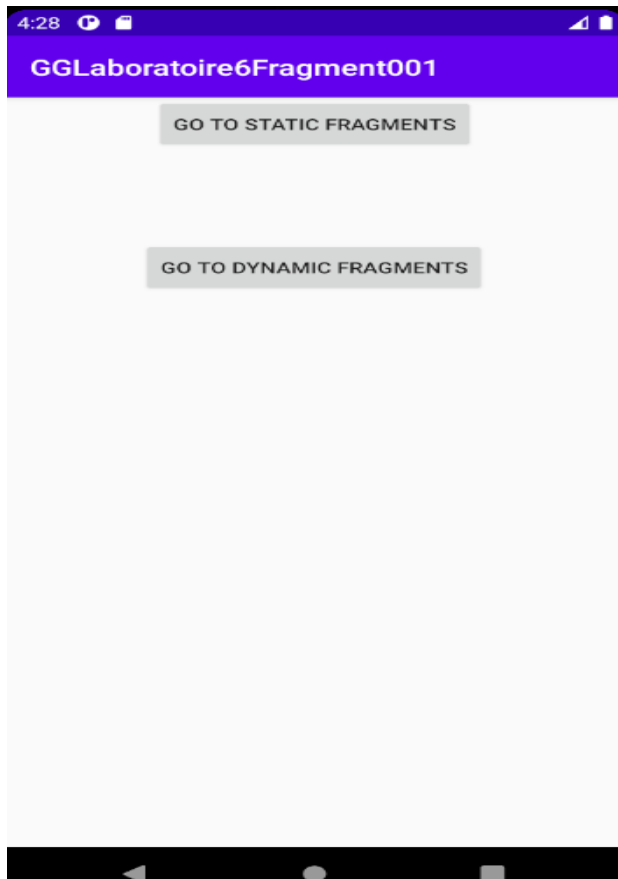 4:28
GGLaboratoire6Fragment001
GO TO STATIC FRAGMENTS
GO TO DYNAMIC FRAGMENTS